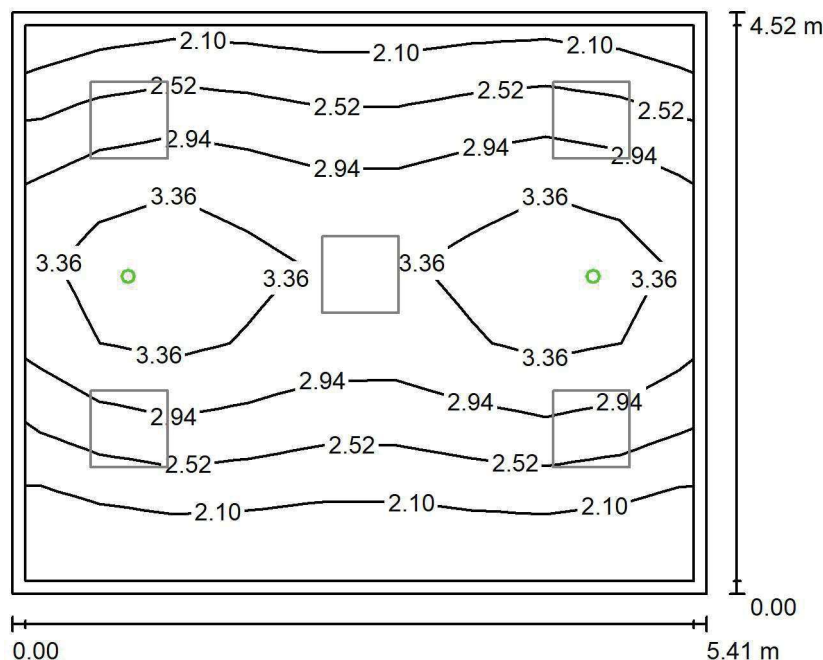 2.10 2.10 2.10
4.52 m
2.52 2.52 2.52 2.52
2.94 2.94 2.94 2.94
3.36 3.36
3.36 3.36 3.36 3.36
3.36 3.36
2.94 2.94 2.94 2.94
2.52 2.52 2.52
2.10 2.10 2.10
0.00
0.00 5.41 m